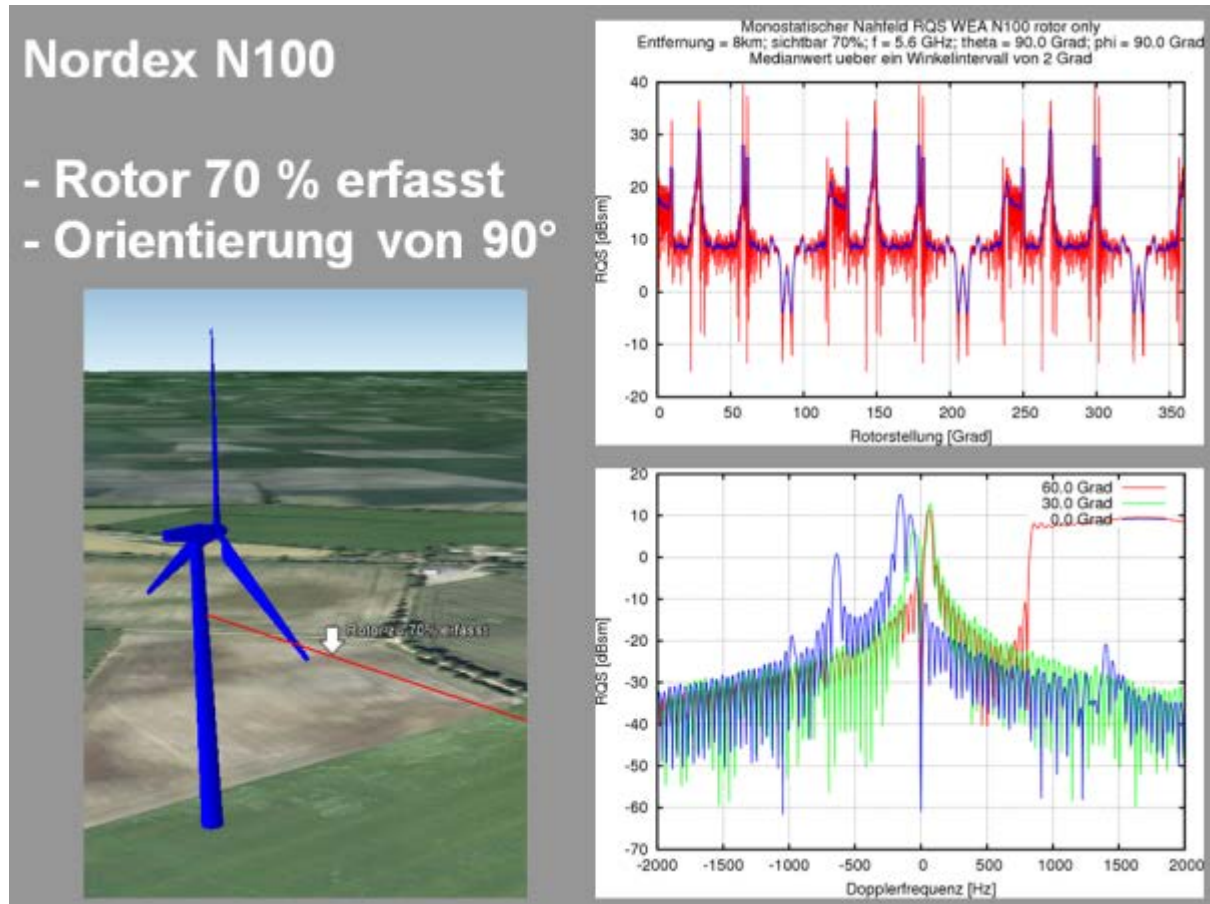 Nordex N100
- Rotor 70 % erfasst
- Orientierung von 90°
Rotor zu 70% erfasst
Monostatischer Nahfeld RQS WEA N100 rotor only
Entfernung = 8km; sichtbar 70%; f = 5.6 GHz; theta = 90.0 Grad; phi = 90.0 Grad
Medianwert ueber ein Winkelintervall von 2 Grad
40
30
20
10
0
-10
-20
RQS [dBsm]
0 50 100 150 200 250 300 350
Rotorstellung [Grad]
60.0 Grad
30.0 Grad
0.0 Grad
20
10
0
-10
-20
-30
-40
-50
-60
-70
RQS [dBsm]
-2000 -1500 -1000 -500 0 500 1000 1500 2000
Dopplerfrequenz [Hz]